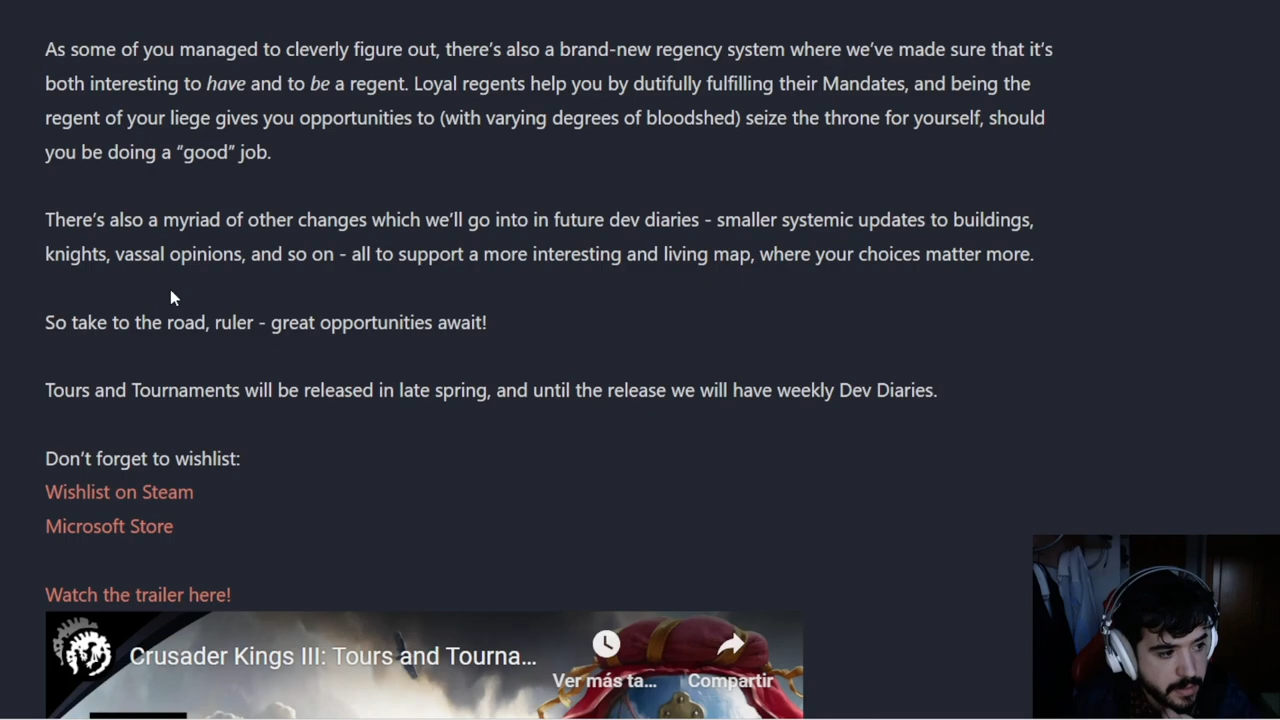 As some of you managed to cleverly figure out, there’s also a brand-new regency system where we’ve made sure that it’s
both interesting to have and to be a regent. Loyal regents help you by dutifully fulfilling their Mandates, and being the
regent of your liege gives you opportunities to (with varying degrees of bloodshed) seize the throne for yourself, should
you be doing a “good” job.
There’s also a myriad of other changes which we’ll go into in future dev diaries - smaller systemic updates to buildings,
knights, vassal opinions, and so on - all to support a more interesting and living map, where your choices matter more.
So take to the road, ruler - great opportunities await!
Tours and Tournaments will be released in late spring, and until the release we will have weekly Dev Diaries.
Don’t forget to wishlist:
Wishlist on Steam
Microsoft Store
Watch the trailer here!
Crusader Kings III: Tours and Tourna...
Ver más ta...
Compartir